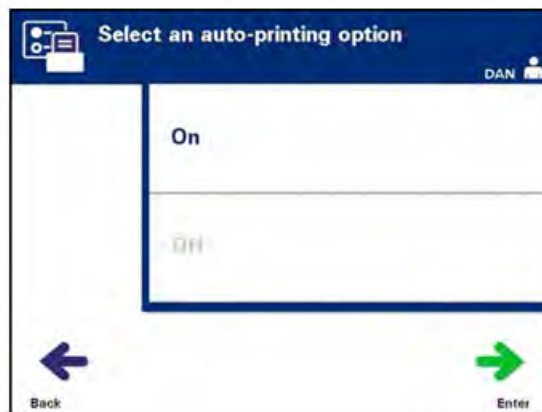 Select an auto-printing option
DAN
On
Off
Back
Enter